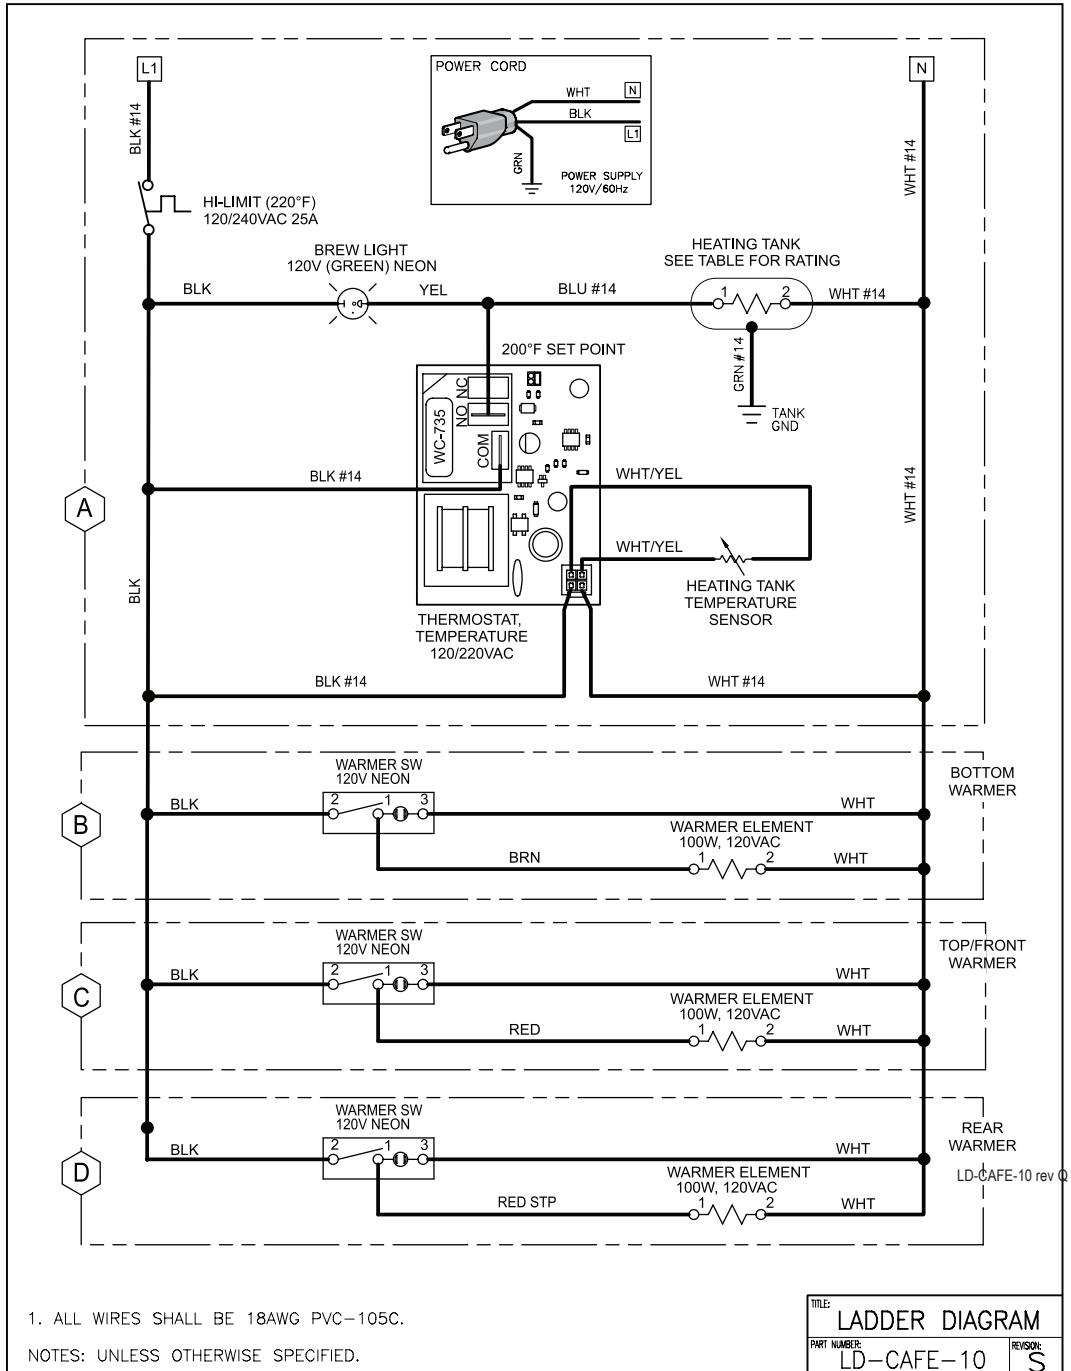 L1
N
POWER CORD
WHT
N
BLK
L1
GRN
POWER SUPPLY
120V/60Hz
BLK #14
WHT #14
HI-LIMIT (220°F)
120/240VAC 25A
BREW LIGHT
120V (GREEN) NEON
HEATING TANK
SEE TABLE FOR RATING
BLK
YEL
BLU #14
1
2
WHT #14
GRN #14
TANK
GND
200°F SET POINT
NC
NO
WC-735
COM
BLK #14
WHT/YEL
WHT #14
A
WHT/YEL
BLK
HEATING TANK
TEMPERATURE
SENSOR
THERMOSTAT,
TEMPERATURE
120/220VAC
BLK #14
WHT #14
BOTTOM
WARMER
WARMER SW
120V NEON
BLK
2
1
3
WHT
B
WARMER ELEMENT
100W, 120VAC
BRN
1
2
WHT
TOP/FRONT
WARMER
WARMER SW
120V NEON
BLK
2
1
3
WHT
C
WARMER ELEMENT
100W, 120VAC
RED
1
2
WHT
REAR
WARMER
WARMER SW
120V NEON
BLK
2
1
3
WHT
D
WARMER ELEMENT
100W, 120VAC
LD-CAFE-10 rev Q
RED STP
1
2
WHT
1. ALL WIRES SHALL BE 18AWG PVC-105C.
NOTES: UNLESS OTHERWISE SPECIFIED.
TITLE:
LADDER DIAGRAM
PART NUMBER:
LD-CAFE-10
REVISION:
S